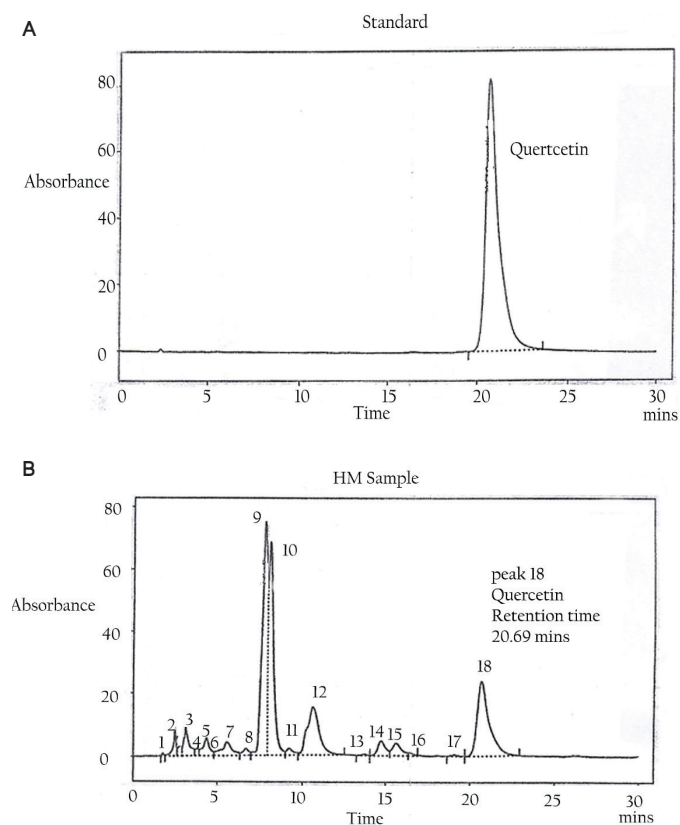 A
Standard
80
60
Quertcetin
Absorbance
40
20
0
0 5 10 15 20 25 30
Time
mins
B
HM Sample
80
9
10
60
peak 18
Quercetin
Retention time
20.69 mins
Absorbance
40
18
20
12
1 2 3 4 5 6 7 8 11 13 14 15 16 17
0
0 5 10 15 20 25 30
Time
mins